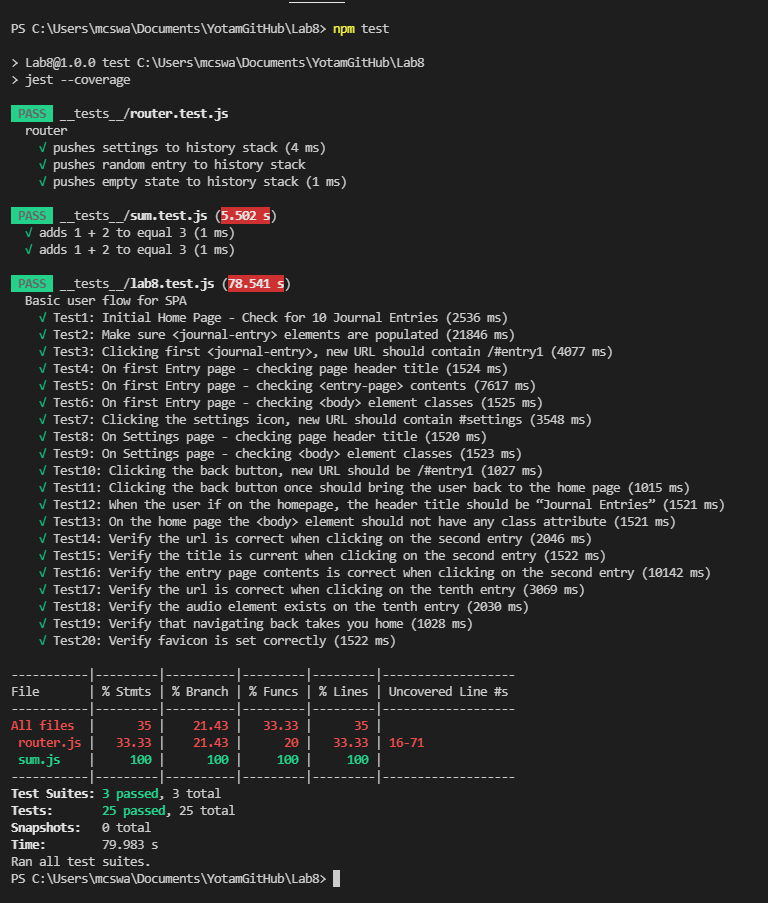 PS C:\Users\mcswa\Documents\YotamGitHub\Lab8> npm test
> Lab8@1.0.0 test C:\Users\mcswa\Documents\YotamGitHub\Lab8
> jest --coverage
PASS __tests__/router.test.js
router
√ pushes settings to history stack (4 ms)
√ pushes random entry to history stack
√ pushes empty state to history stack (1 ms)
PASS __tests__/sum.test.js (5.502 s)
√ adds 1 + 2 to equal 3 (1 ms)
√ adds 1 + 2 to equal 3 (1 ms)
PASS __tests__/lab8.test.js (78.541 s)
Basic user flow for SPA
√ Test1: Initial Home Page - Check for 10 Journal Entries (2536 ms)
√ Test2: Make sure <journal-entry> elements are populated (21846 ms)
√ Test3: Clicking first <journal-entry>, new URL should contain /#entry1 (4077 ms)
√ Test4: On first Entry page - checking page header title (1524 ms)
√ Test5: On first Entry page - checking <entry-page> contents (7617 ms)
√ Test6: On first Entry page - checking <body> element classes (1525 ms)
√ Test7: Clicking the settings icon, new URL should contain #settings (3548 ms)
√ Test8: On Settings page - checking page header title (1520 ms)
√ Test9: On Settings page - checking <body> element classes (1523 ms)
√ Test10: Clicking the back button, new URL should be /#entry1 (1027 ms)
√ Test11: Clicking the back button once should bring the user back to the home page (1015 ms)
√ Test12: When the user if on the homepage, the header title should be “Journal Entries” (1521 ms)
√ Test13: On the home page the <body> element should not have any class attribute (1521 ms)
√ Test14: Verify the url is correct when clicking on the second entry (2046 ms)
√ Test15: Verify the title is current when clicking on the second entry (1522 ms)
√ Test16: Verify the entry page contents is correct when clicking on the second entry (10142 ms)
√ Test17: Verify the url is correct when clicking on the tenth entry (3069 ms)
√ Test18: Verify the audio element exists on the tenth entry (2030 ms)
√ Test19: Verify that navigating back takes you home (1028 ms)
√ Test20: Verify favicon is set correctly (1522 ms)
-----------|---------|----------|---------|---------|-------------------
File | % Stmts | % Branch | % Funcs | % Lines | Uncovered Line #s
-----------|---------|----------|---------|---------|-------------------
All files | 35 | 21.43 | 33.33 | 35 |
router.js | 33.33 | 21.43 | 20 | 33.33 | 16-71
sum.js | 100 | 100 | 100 | 100 |
-----------|---------|----------|---------|---------|-------------------
Test Suites: 3 passed, 3 total
Tests: 25 passed, 25 total
Snapshots: 0 total
Time: 79.983 s
Ran all test suites.
PS C:\Users\mcswa\Documents\YotamGitHub\Lab8>